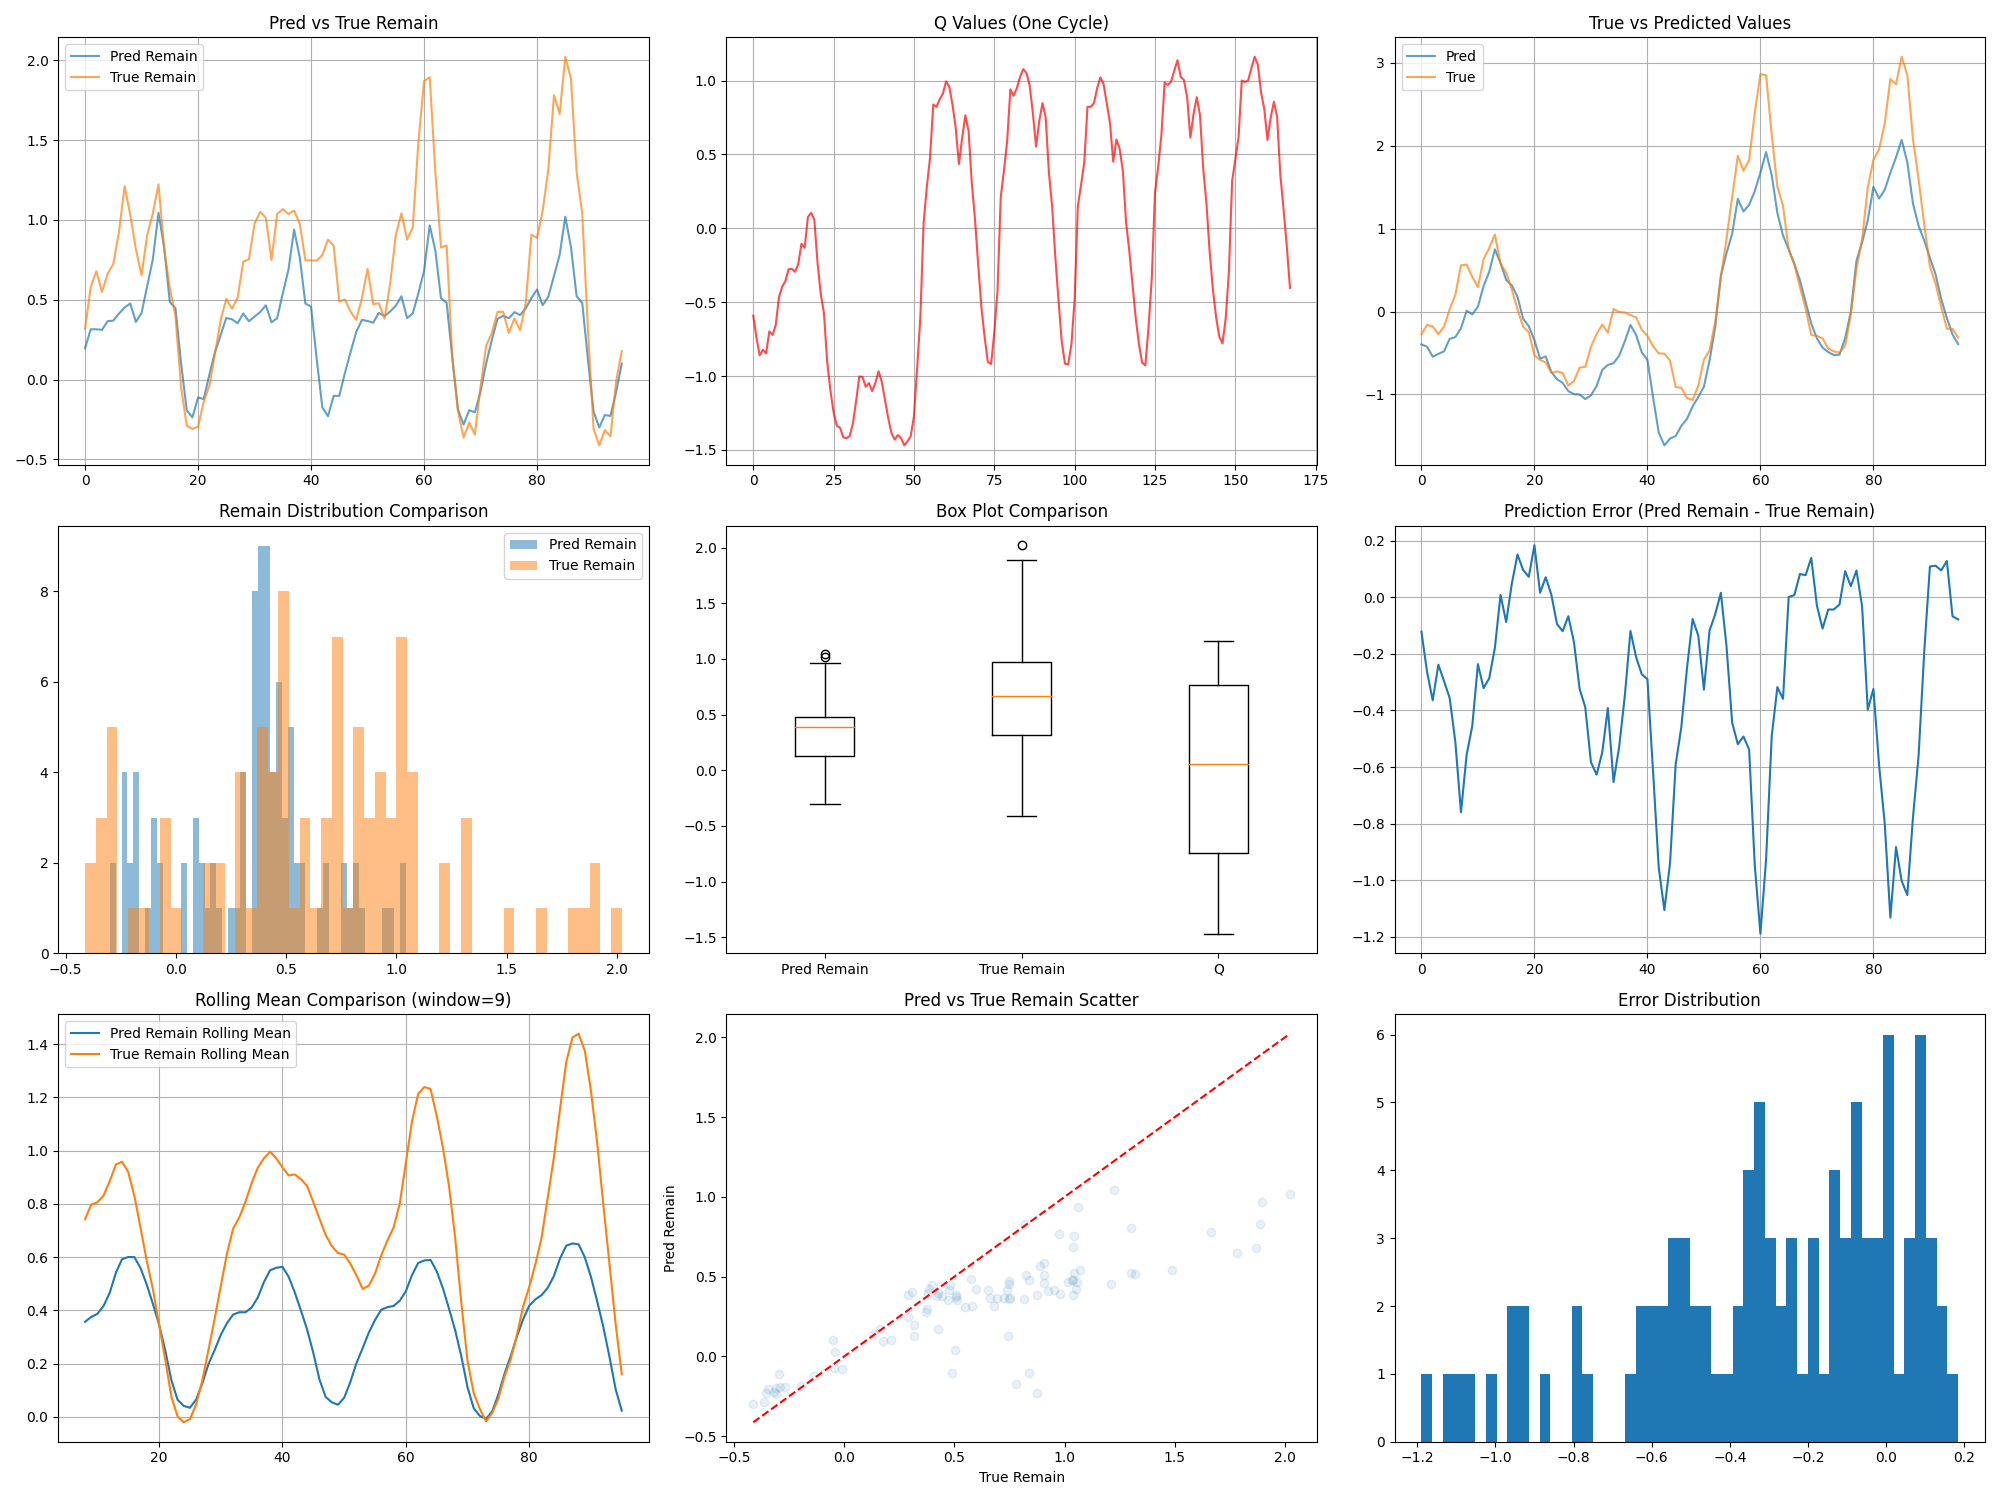 Pred vs True Remain
Pred Remain
True Remain
2.0
1.5
1.0
0.5
0.0
−0.5
0 20 40 60 80
Q Values (One Cycle)
1.0
0.5
0.0
−0.5
−1.0
−1.5
0 25 50 75 100 125 150 175
True vs Predicted Values
Pred
True
3
2
1
0
−1
0 20 40 60 80
Remain Distribution Comparison
Pred Remain
True Remain
8
6
4
2
0
−0.5 0.0 0.5 1.0 1.5 2.0
Box Plot Comparison
2.0
1.5
1.0
0.5
0.0
−0.5
−1.0
−1.5
Pred Remain True Remain Q
Prediction Error (Pred Remain - True Remain)
0.2
0.0
−0.2
−0.4
−0.6
−0.8
−1.0
−1.2
0 20 40 60 80
Rolling Mean Comparison (window=9)
Pred Remain Rolling Mean
True Remain Rolling Mean
1.4
1.2
1.0
0.8
0.6
0.4
0.2
0.0
20 40 60 80
Pred vs True Remain Scatter
Pred Remain
2.0
1.5
1.0
0.5
0.0
−0.5
−0.5 0.0 0.5 1.0 1.5 2.0
True Remain
Error Distribution
6
5
4
3
2
1
0
−1.2 −1.0 −0.8 −0.6 −0.4 −0.2 0.0 0.2